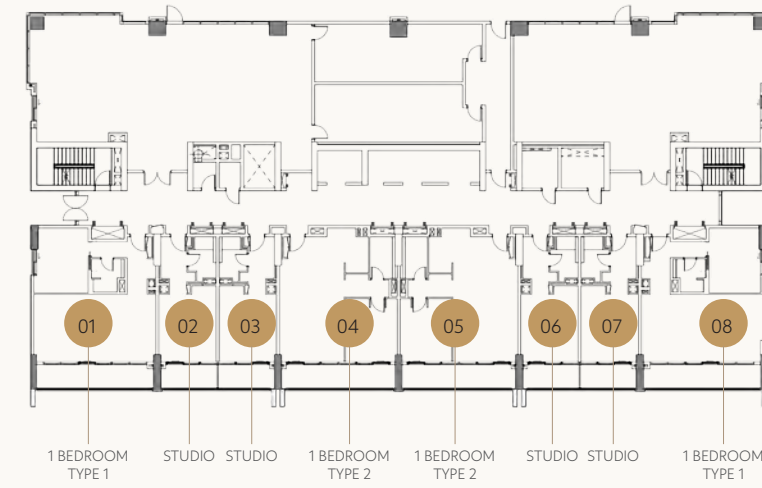 01 02 03 04 05 06 07 08
1 BEDROOM STUDIO STUDIO 1 BEDROOM 1 BEDROOM STUDIO STUDIO 1 BEDROOM
TYPE 1 TYPE 2 TYPE 2 TYPE 1